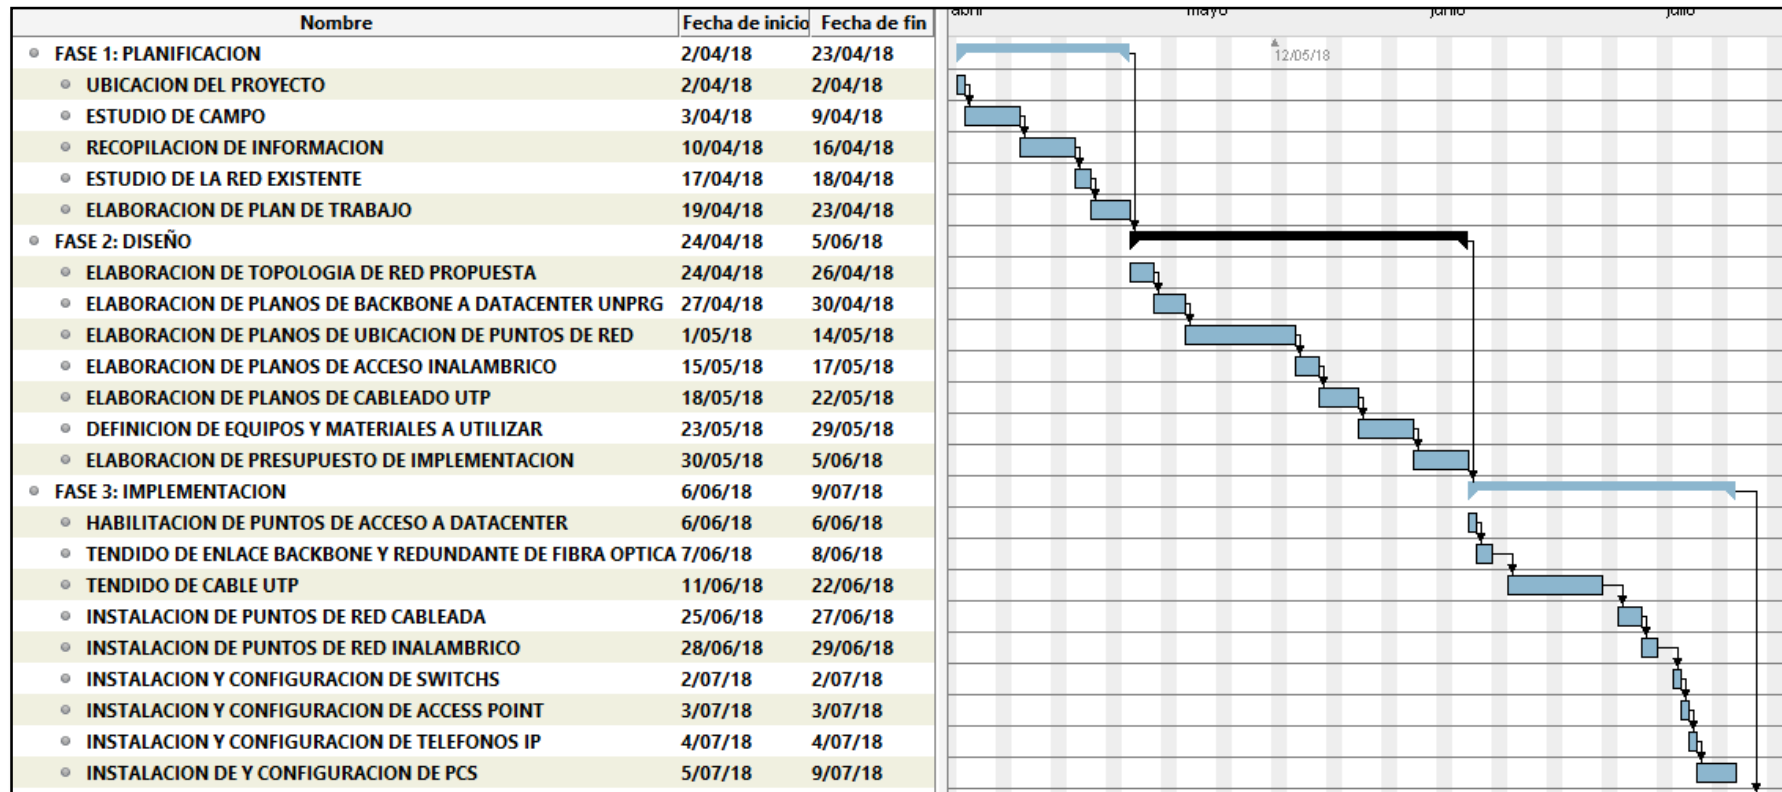 Nombre Fecha de inicio Fecha de fin abril mayo junio julio
FASE 1: PLANIFICACION 2/04/18 23/04/18 12/05/18
UBICACION DEL PROYECTO 2/04/18 2/04/18
ESTUDIO DE CAMPO 3/04/18 9/04/18
RECOPILACION DE INFORMACION 10/04/18 16/04/18
ESTUDIO DE LA RED EXISTENTE 17/04/18 18/04/18
ELABORACION DE PLAN DE TRABAJO 19/04/18 23/04/18
FASE 2: DISEÑO 24/04/18 5/06/18
ELABORACION DE TOPOLOGIA DE RED PROPUESTA 24/04/18 26/04/18
ELABORACION DE PLANOS DE BACKBONE A DATACENTER UNPRG 27/04/18 30/04/18
ELABORACION DE PLANOS DE UBICACION DE PUNTOS DE RED 1/05/18 14/05/18
ELABORACION DE PLANOS DE ACCESO INALAMBRICO 15/05/18 17/05/18
ELABORACION DE PLANOS DE CABLEADO UTP 18/05/18 22/05/18
DEFINICION DE EQUIPOS Y MATERIALES A UTILIZAR 23/05/18 29/05/18
ELABORACION DE PRESUPUESTO DE IMPLEMENTACION 30/05/18 5/06/18
FASE 3: IMPLEMENTACION 6/06/18 9/07/18
HABILITACION DE PUNTOS DE ACCESO A DATACENTER 6/06/18 6/06/18
TENDIDO DE ENLACE BACKBONE Y REDUNDANTE DE FIBRA OPTICA 7/06/18 8/06/18
TENDIDO DE CABLE UTP 11/06/18 22/06/18
INSTALACION DE PUNTOS DE RED CABLEADA 25/06/18 27/06/18
INSTALACION DE PUNTOS DE RED INALAMBRICO 28/06/18 29/06/18
INSTALACION Y CONFIGURACION DE SWITCHS 2/07/18 2/07/18
INSTALACION Y CONFIGURACION DE ACCESS POINT 3/07/18 3/07/18
INSTALACION Y CONFIGURACION DE TELEFONOS IP 4/07/18 4/07/18
INSTALACION DE Y CONFIGURACION DE PCS 5/07/18 9/07/18